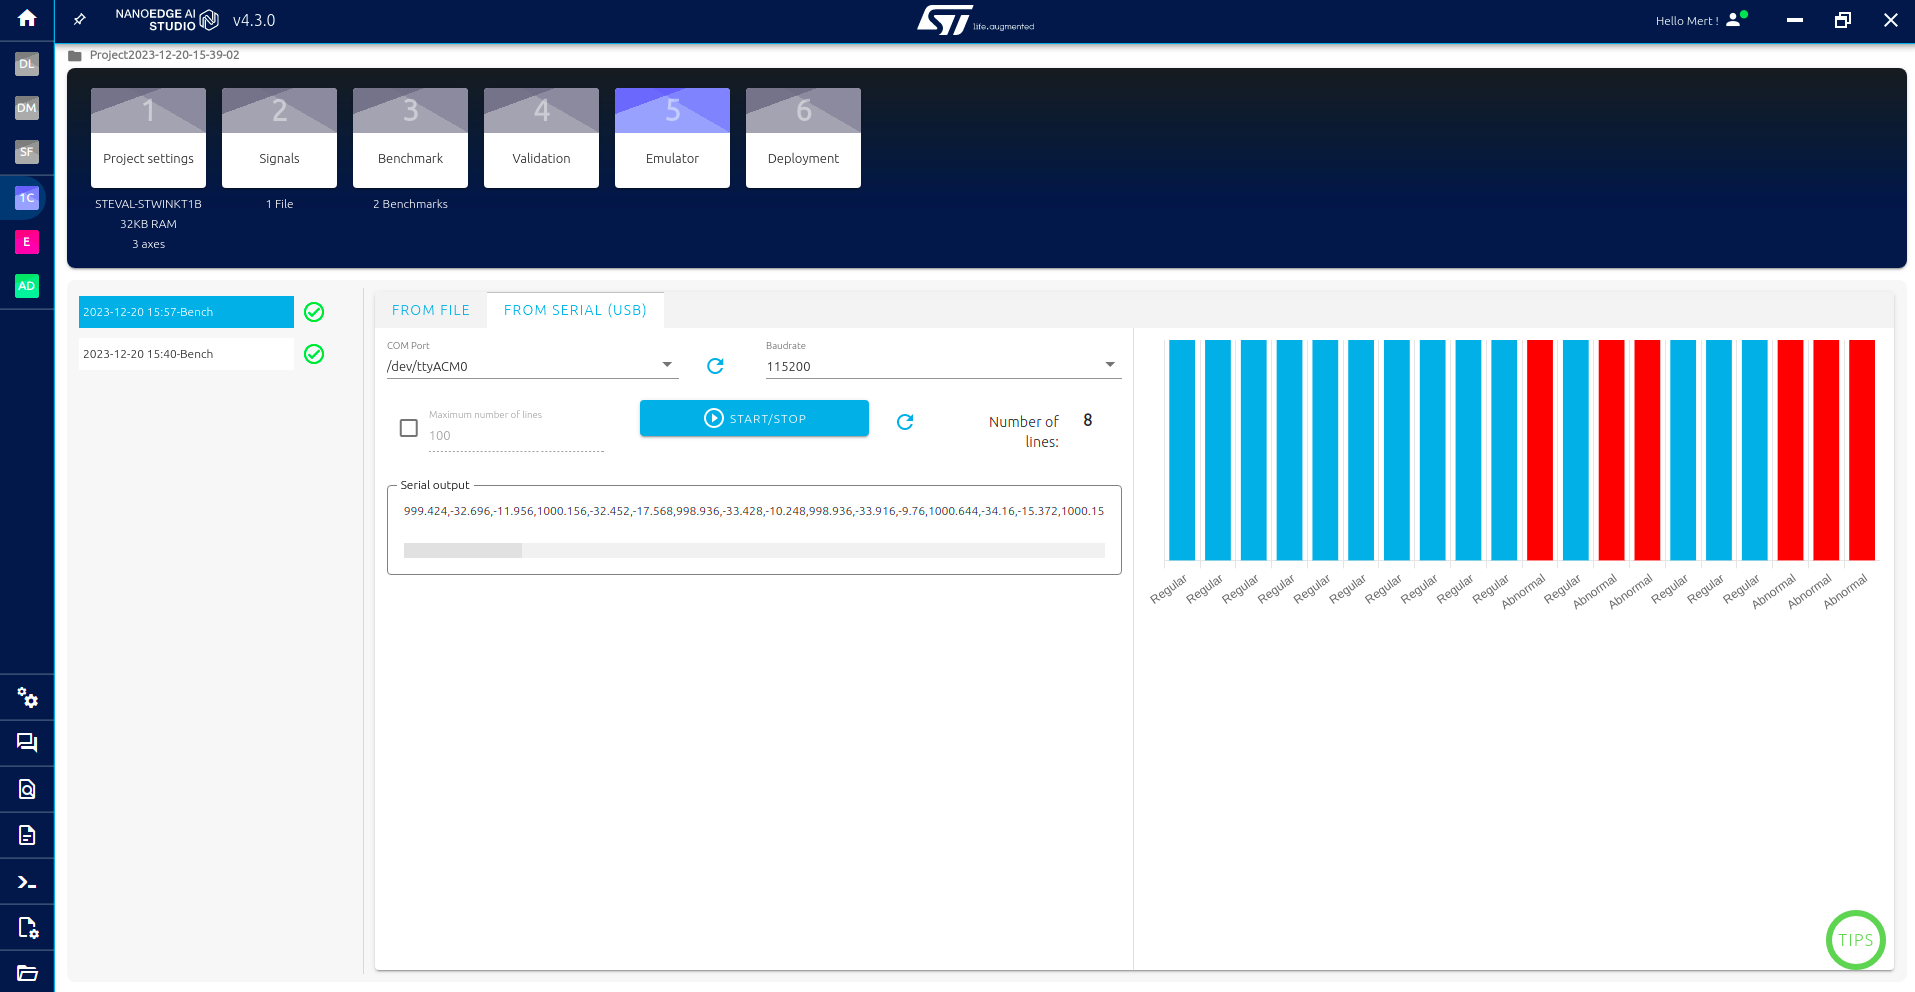 NANOEDGE AI
STUDIO
v4.3.0
ST life.augmented
Hello Mert !
Project2023-12-20-15-39-02
DL
DM
SF
1C
E
AD
1
Project settings
STEVAL-STWINKT1B
32KB RAM
3 axes
2
Signals
1 File
3
Benchmark
2 Benchmarks
4
Validation
5
Emulator
6
Deployment
2023-12-20 15:57-Bench
2023-12-20 15:40-Bench
FROM FILE
FROM SERIAL (USB)
COM Port
/dev/ttyACM0
Baudrate
115200
Maximum number of lines
100
START/STOP
Number of
lines:
8
Serial output
999.424,-32.696,-11.956,1000.156,-32.452,-17.568,998.936,-33.428,-10.248,998.936,-33.916,-9.76,1000.644,-34.16,-15.372,1000.15
Regular
Regular
Regular
Regular
Regular
Regular
Regular
Regular
Regular
Regular
Abnormal
Regular
Abnormal
Abnormal
Regular
Regular
Regular
Abnormal
Abnormal
Abnormal
TIPS